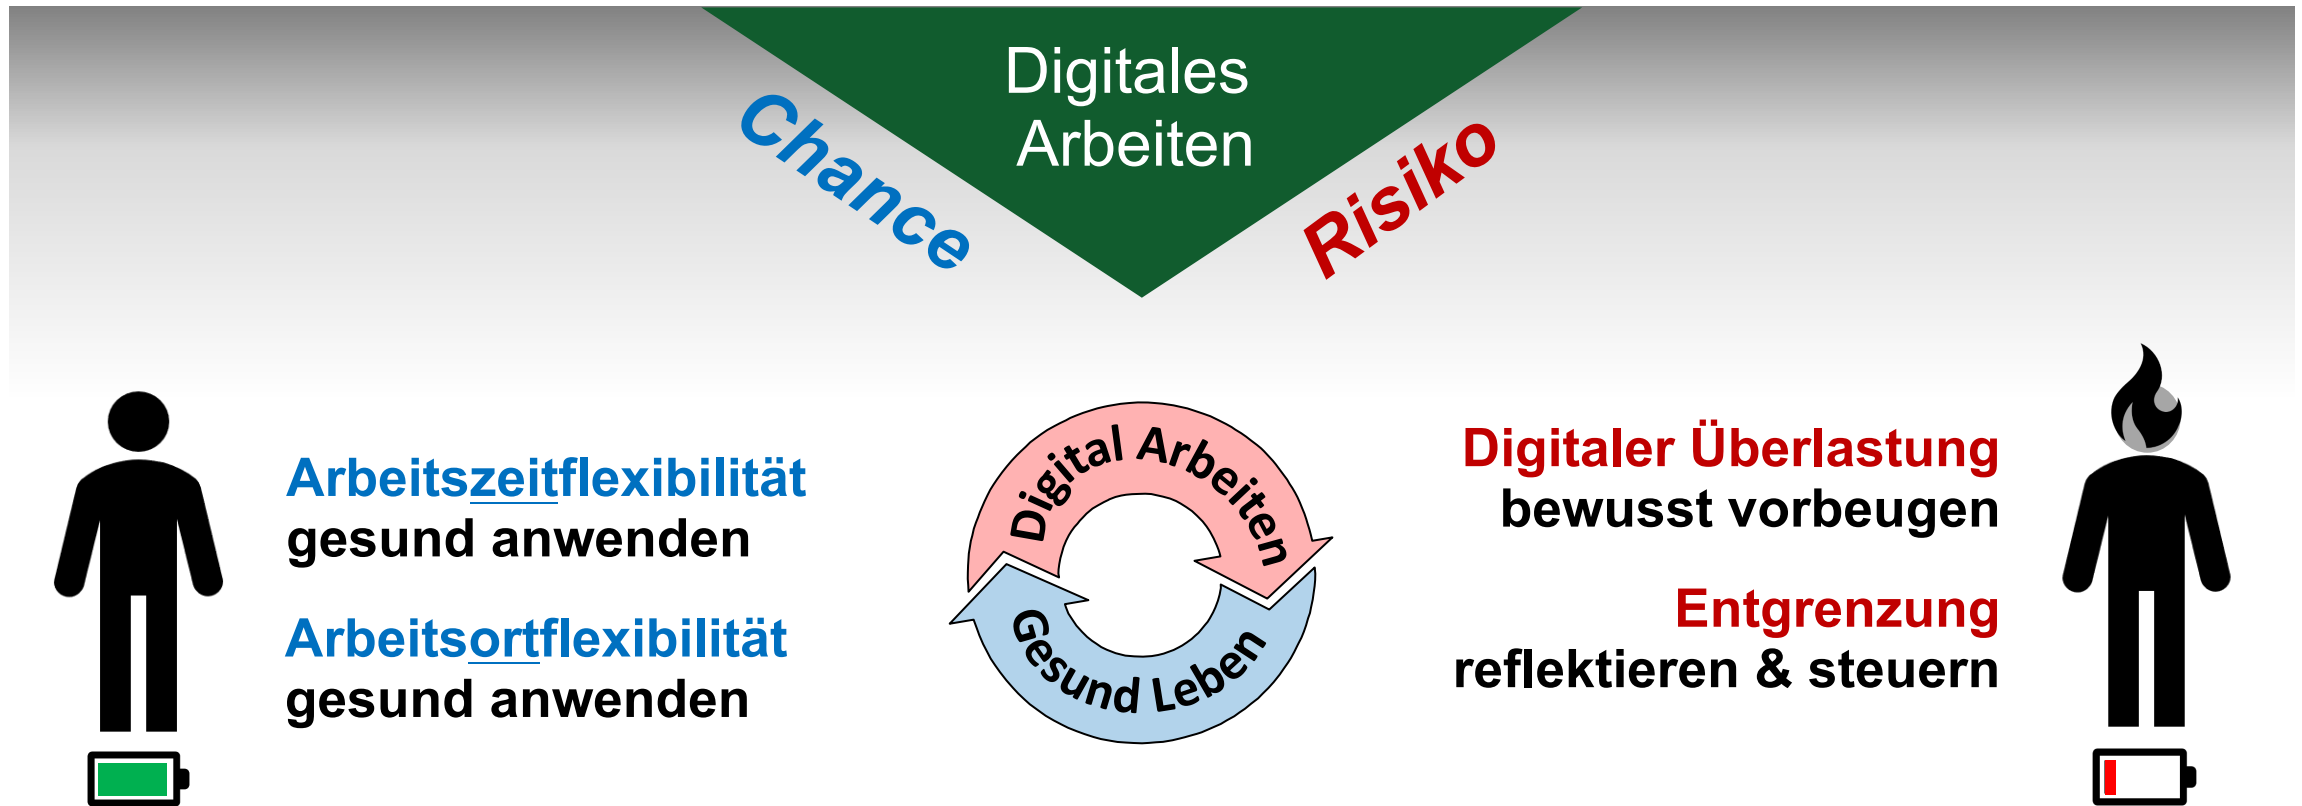 Digitales
Arbeiten
Chance
Risiko
Arbeitszeitflexibilität
gesund anwenden
Arbeitsortflexibilität
gesund anwenden
Digital Arbeiten
Gesund Leben
Digitaler Überlastung
bewusst vorbeugen
Entgrenzung
reflektieren & steuern